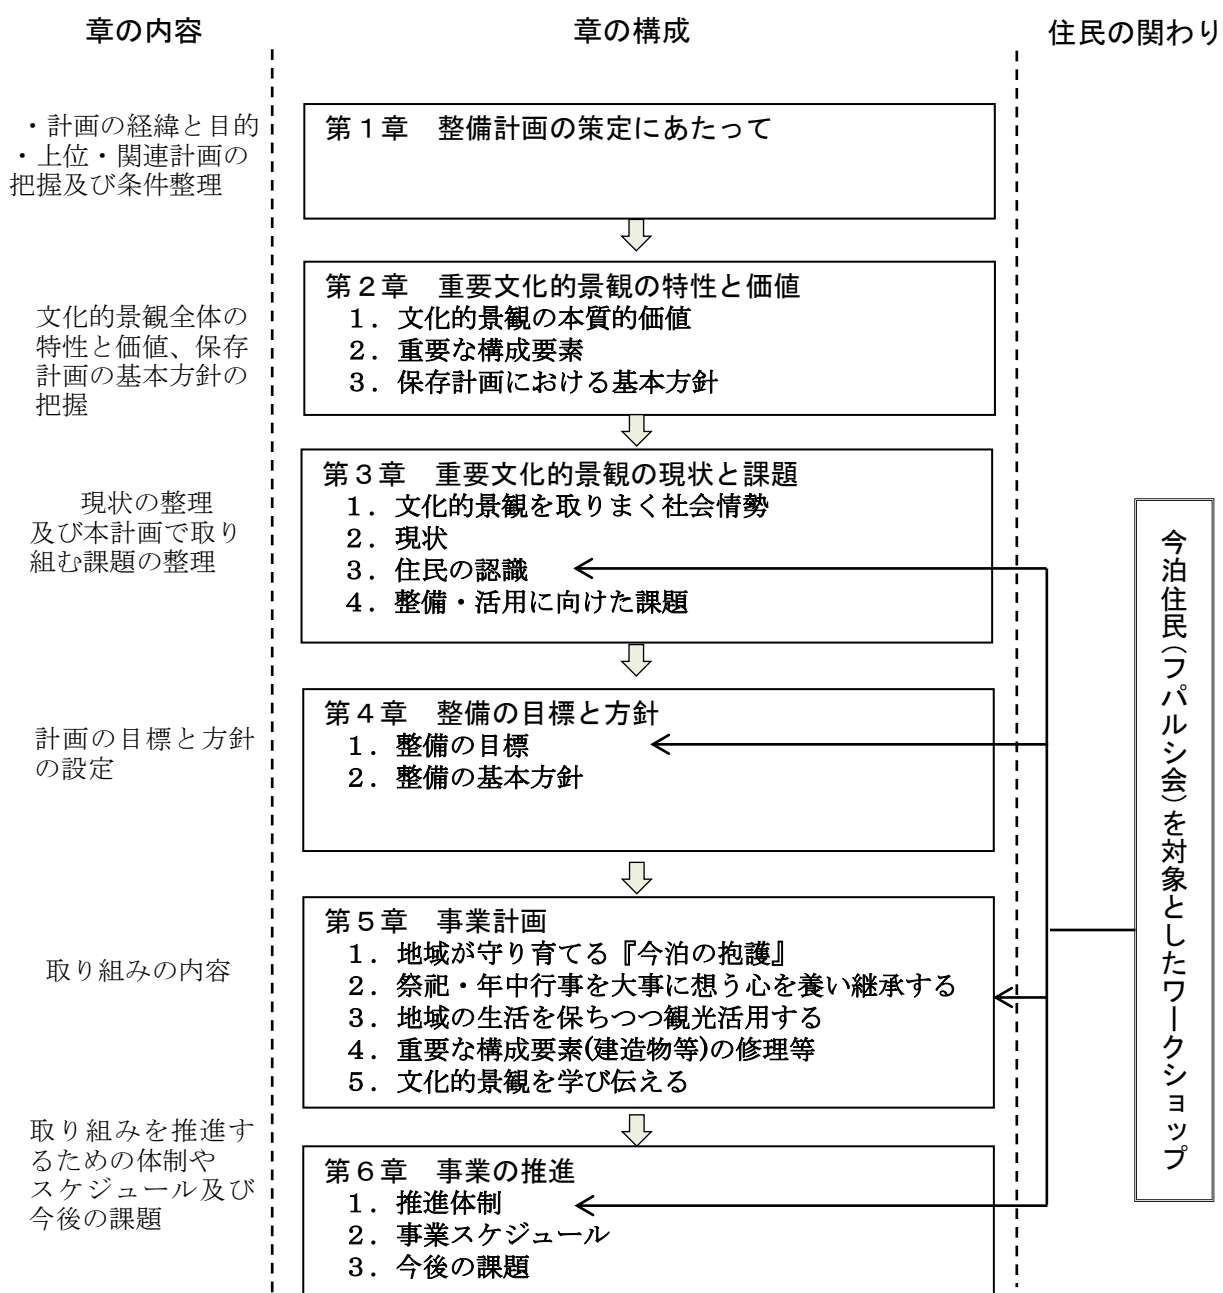 章の内容
章の構成
住民の関わり
・計画の経緯と目的
・上位・関連計画の
把握及び条件整理
第１章　整備計画の策定にあたって
文化的景観全体の
特性と価値、保存
計画の基本方針の
把握
第２章　重要文化的景観の特性と価値
１．文化的景観の本質的価値
２．重要な構成要素
３．保存計画における基本方針
現状の整理
及び本計画で取り
組む課題の整理
第３章　重要文化的景観の現状と課題
１．文化的景観を取りまく社会情勢
２．現状
３．住民の認識
４．整備・活用に向けた課題
計画の目標と方針
の設定
第４章　整備の目標と方針
１．整備の目標
２．整備の基本方針
取り組みの内容
第５章　事業計画
１．地域が守り育てる『今泊の抱護』
２．祭祀・年中行事を大事に想う心を養い継承する
３．地域の生活を保ちつつ観光活用する
４．重要な構成要素(建造物等)の修理等
５．文化的景観を学び伝える
取り組みを推進す
るための体制や
スケジュール及び
今後の課題
第６章　事業の推進
１．推進体制
２．事業スケジュール
３．今後の課題
今泊住民（フパルシ会）を対象としたワークショップ